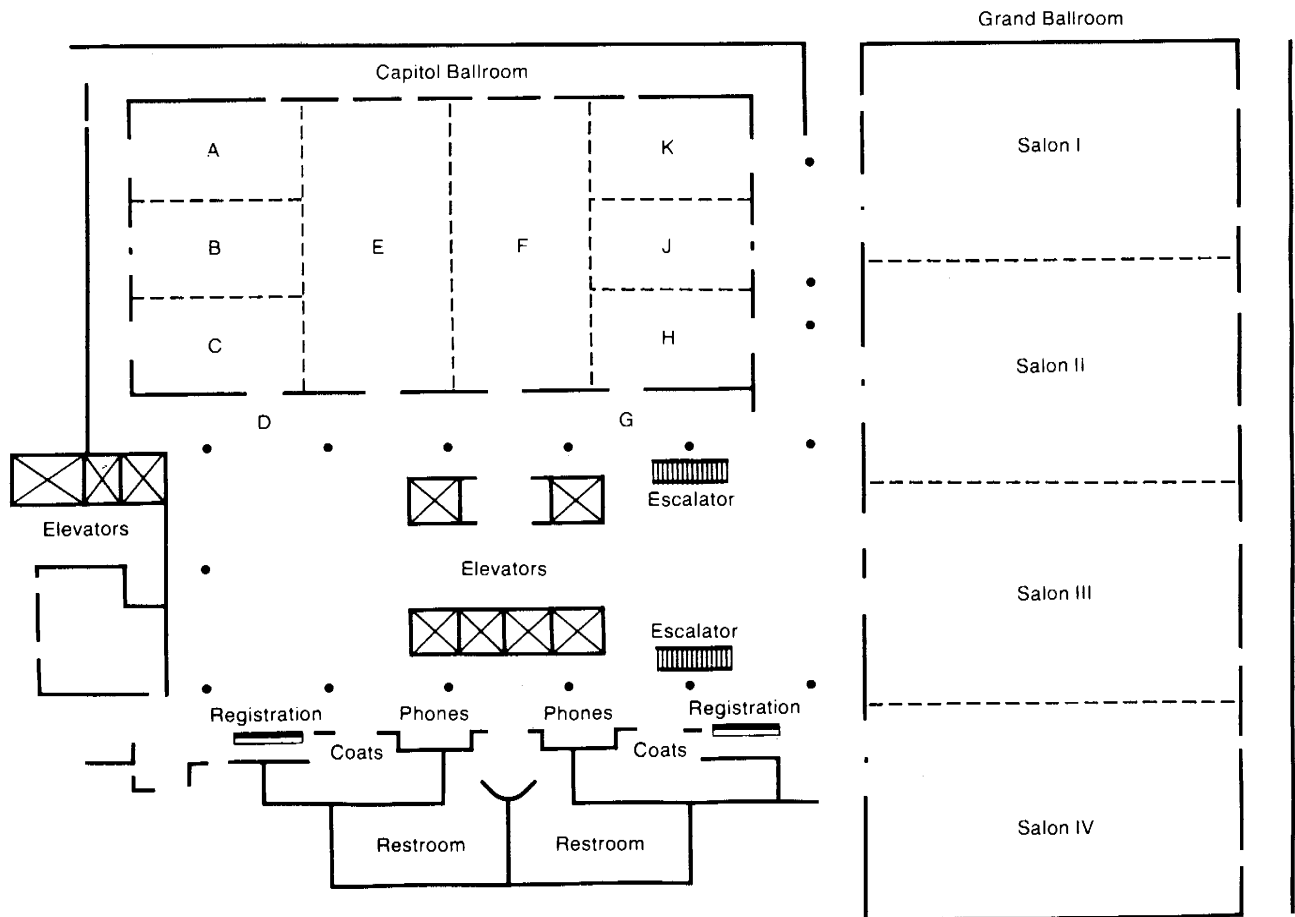 Grand Ballroom
Capitol Ballroom
A
K
Salon I
B
E
F
J
C
H
Salon II
D
G
Escalator
Elevators
Elevators
Salon III
Escalator
Registration
Phones
Phones
Registration
Coats
Coats
Salon IV
Restroom
Restroom